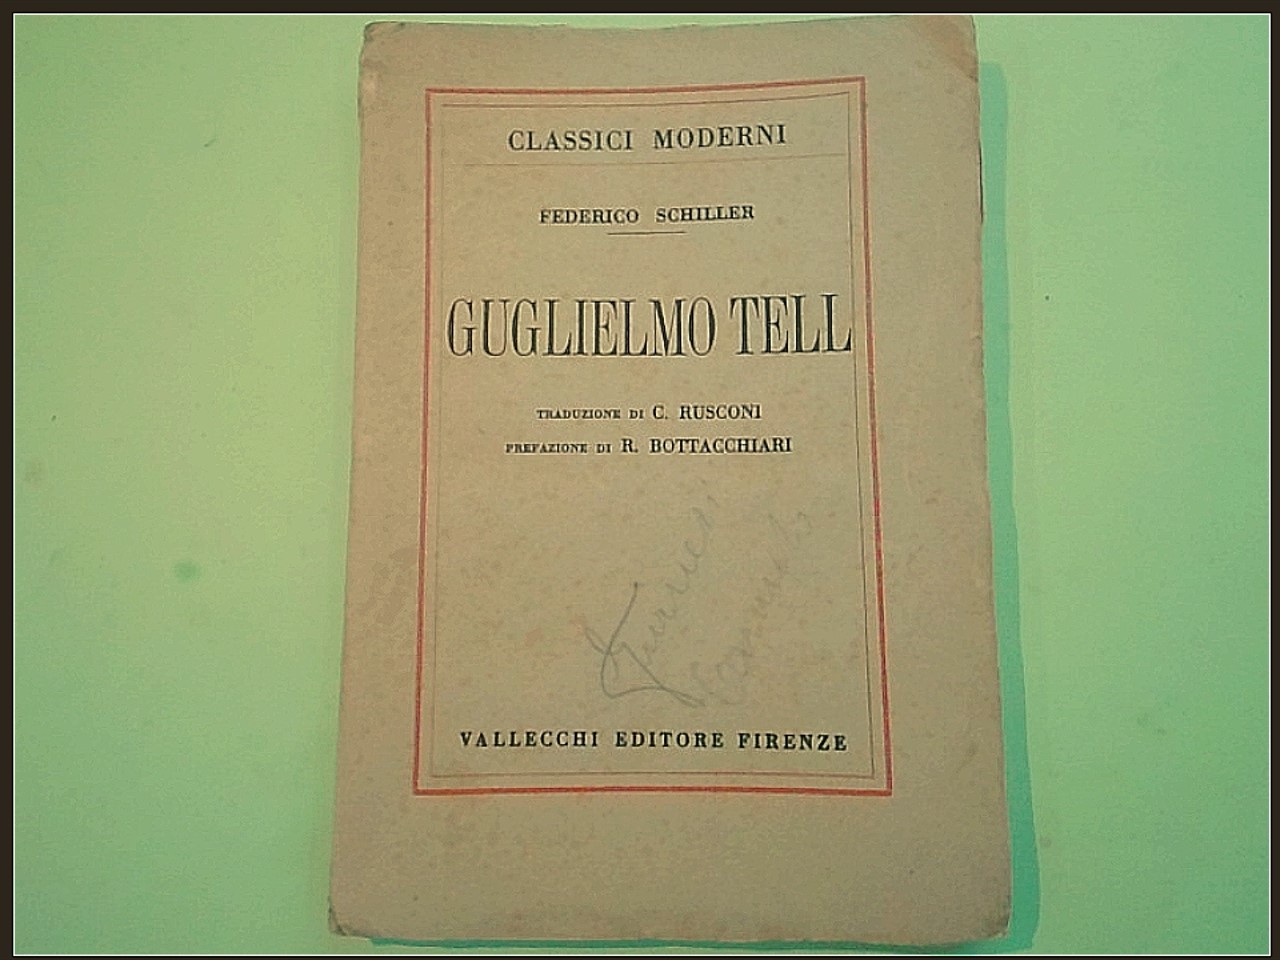 CLASSICI MODERNI
FEDERICO SCHILLER
GUGLIELMO TELL
TRADUZIONE DI C. RUSCONI
PREFAZIONE DI R. BOTTACCHIARI
VALLECCHI EDITORE FIRENZE